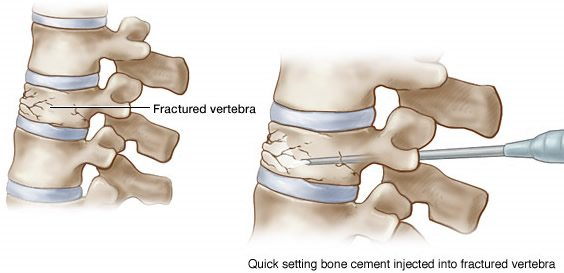 Fractured vertebra
Quick setting bone cement injected into fractured vertebra